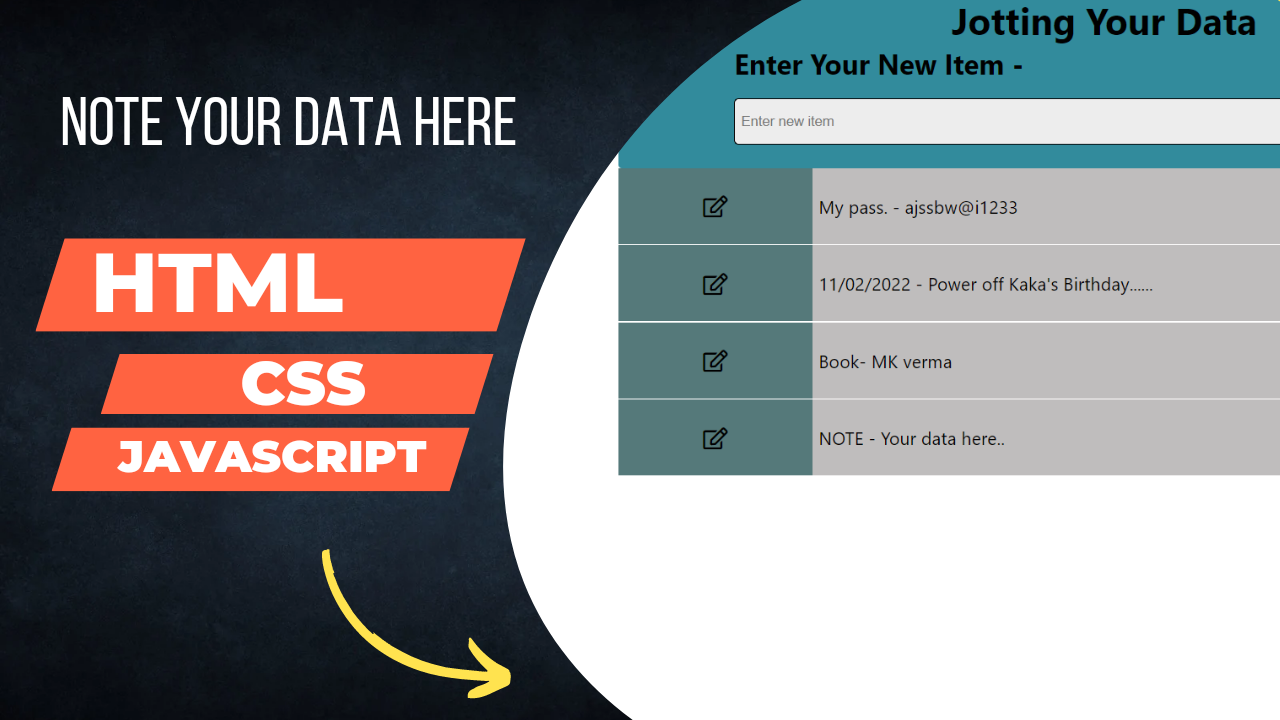 NOTE YOUR DATA HERE
HTML
CSS
JAVASCRIPT
Jotting Your Data
Enter Your New Item -
Enter new item
My pass. - ajssbw@i1233
11/02/2022 - Power off Kaka's Birthday......
Book- MK verma
NOTE - Your data here..